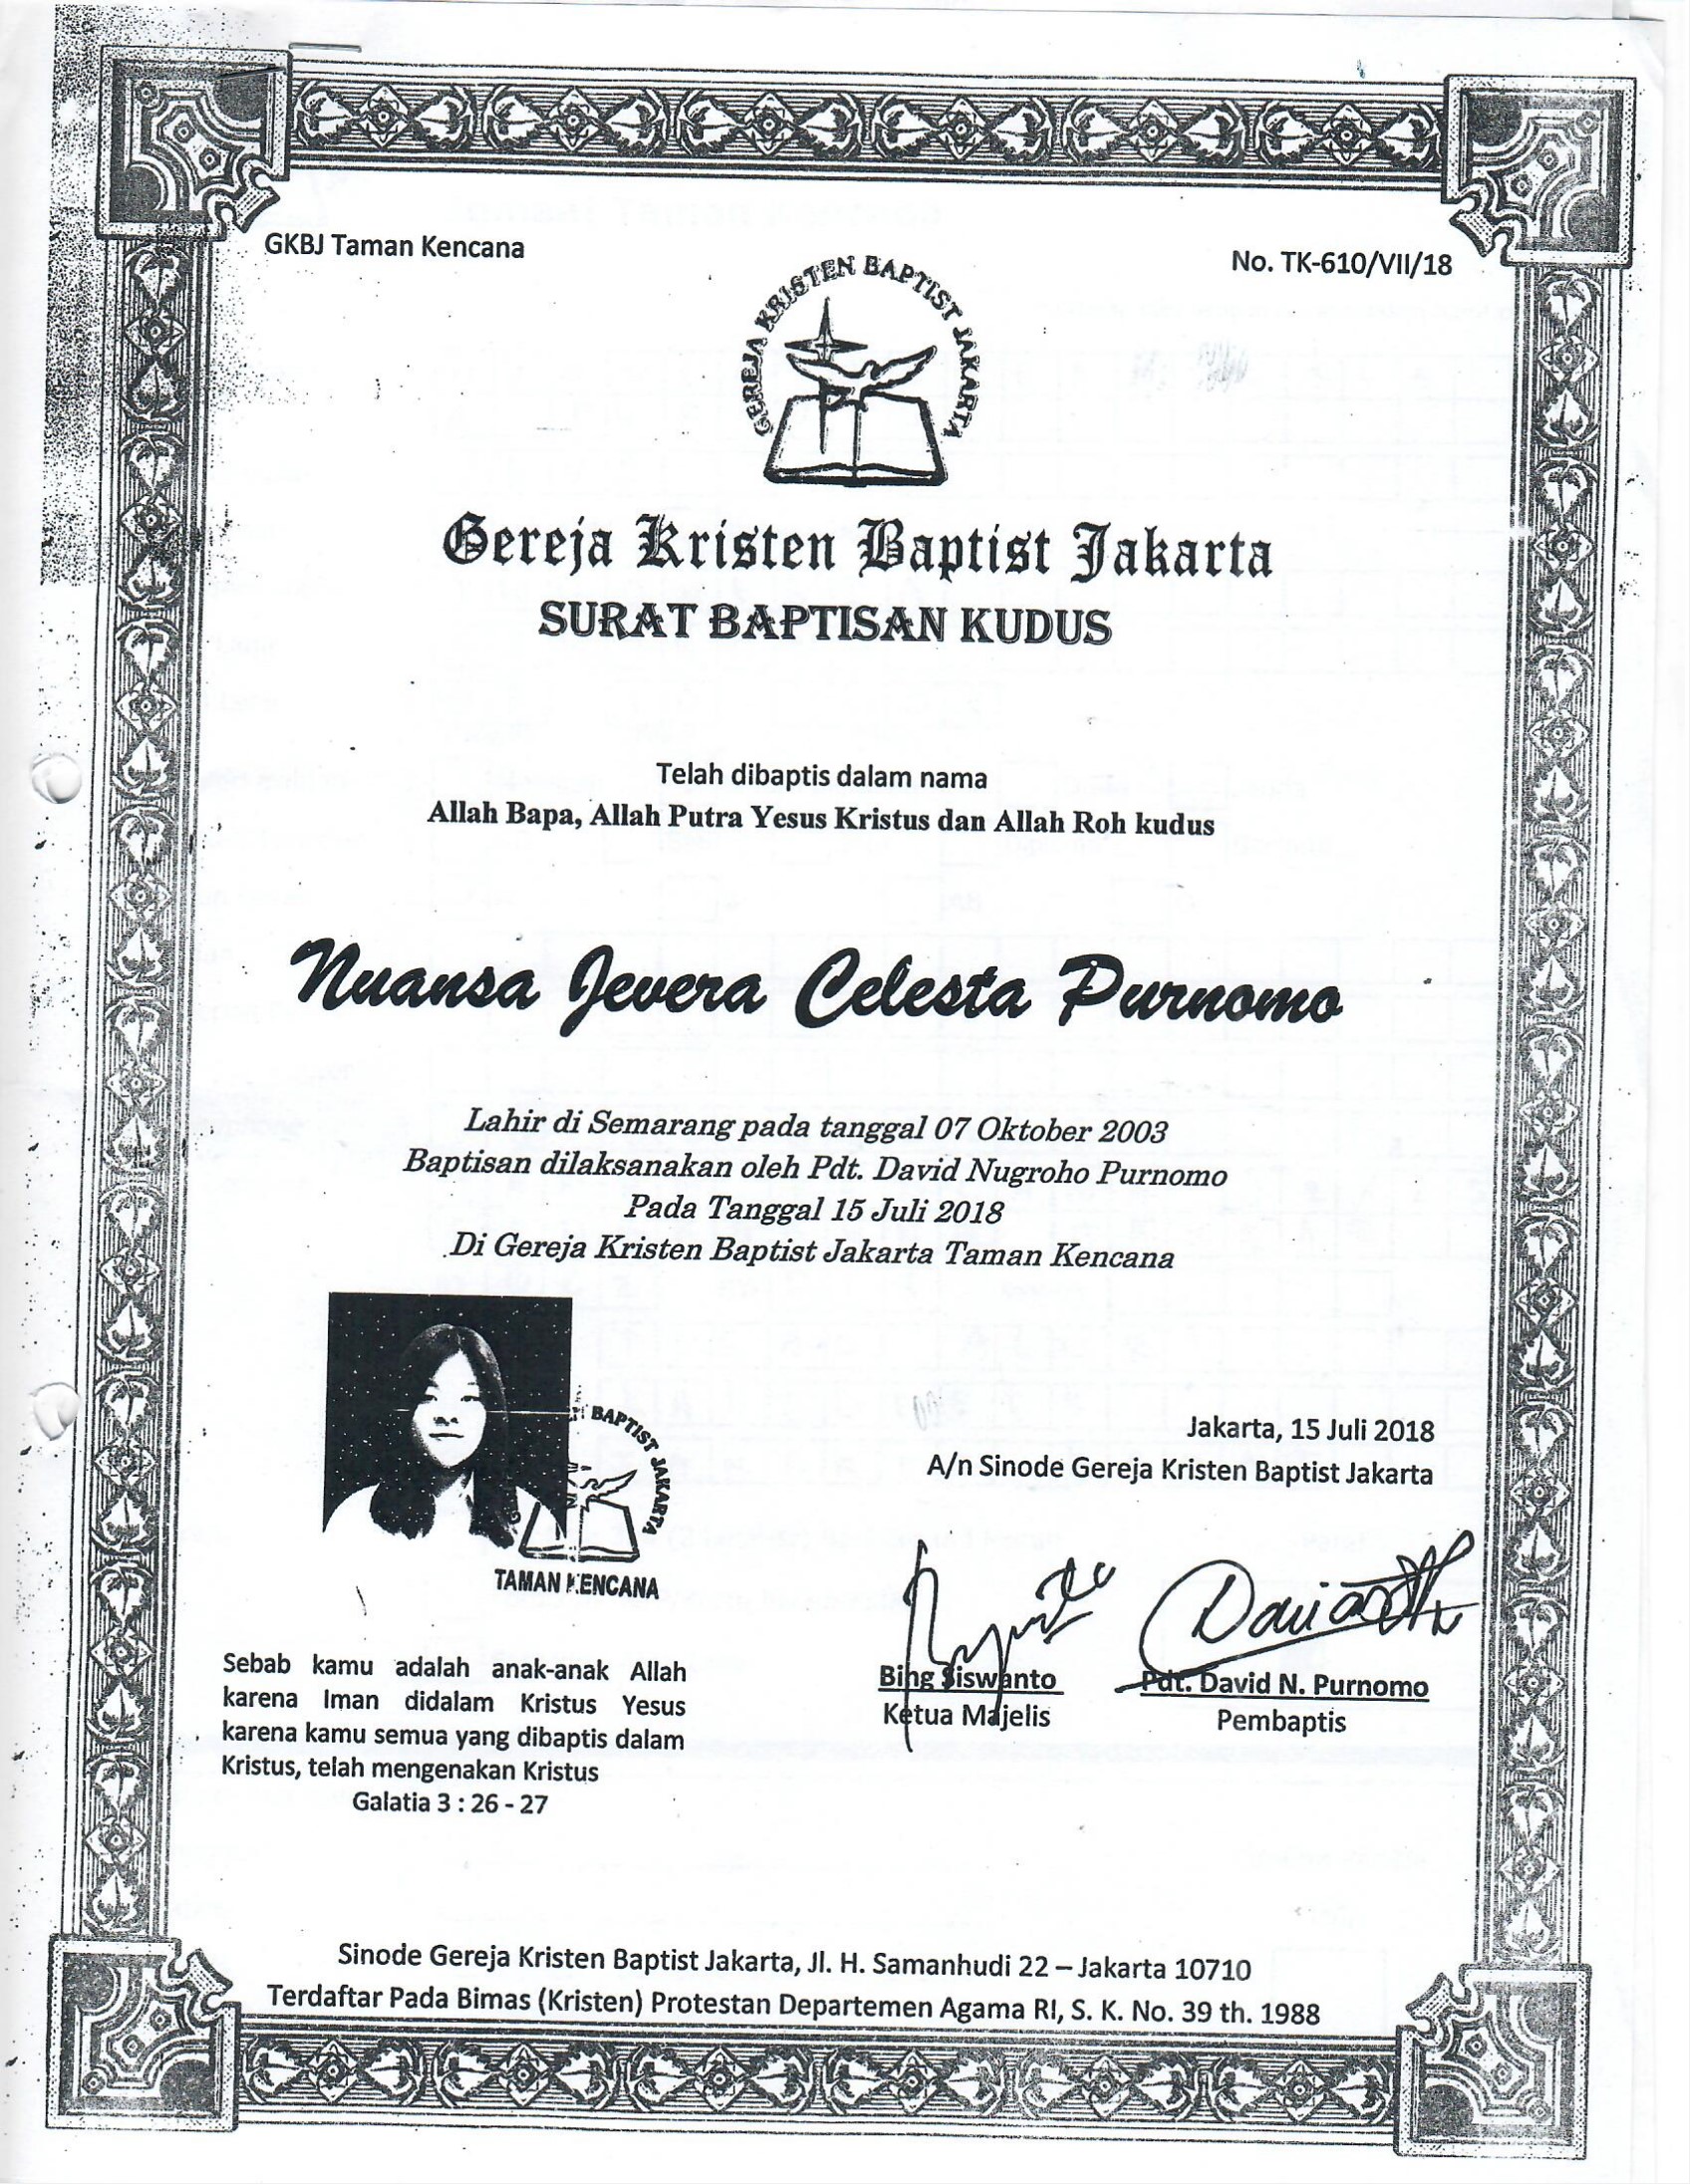 GKBJ Taman Kencana
No. TK-610/VII/18
GEREJA KRISTEN BAPTIST JAKARTA
Gereja Kristen Baptist Jakarta
SURAT BAPTISAN KUDUS
Telah dibaptis dalam nama
Allah Bapa, Allah Putra Yesus Kristus dan Allah Roh kudus
Nuansa Jevera Celesta Purnomo
Lahir di Semarang pada tanggal 07 Oktober 2003
Baptisan dilaksanakan oleh Pdt. David Nugroho Purnomo
Pada Tanggal 15 Juli 2018
Di Gereja Kristen Baptist Jakarta Taman Kencana
BAPTIST JAKARTA
TAMAN KENCANA
Jakarta, 15 Juli 2018
A/n Sinode Gereja Kristen Baptist Jakarta
Bing Siswanto
Ketua Majelis
Pdt. David N. Purnomo
Pembaptis
Sebab kamu adalah anak-anak Allah
karena Iman didalam Kristus Yesus
karena kamu semua yang dibaptis dalam
Kristus, telah mengenakan Kristus
Galatia 3 : 26 - 27
Sinode Gereja Kristen Baptist Jakarta, Jl. H. Samanhudi 22 – Jakarta 10710
Terdaftar Pada Bimas (Kristen) Protestan Departemen Agama RI, S. K. No. 39 th. 1988